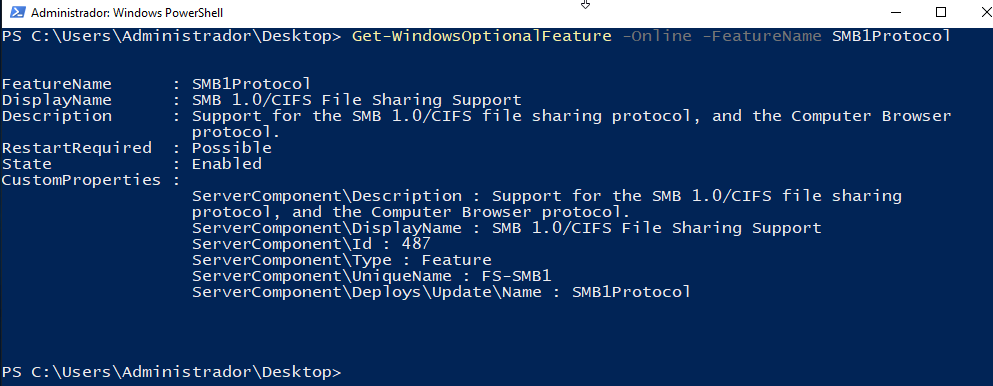 Administrador: Windows PowerShell
PS C:\Users\Administrador\Desktop> Get-WindowsOptionalFeature -Online -FeatureName SMB1Protocol
FeatureName      : SMB1Protocol
DisplayName      : SMB 1.0/CIFS File Sharing Support
Description      : Support for the SMB 1.0/CIFS file sharing protocol, and the Computer Browser
                   protocol.
RestartRequired  : Possible
State            : Enabled
CustomProperties :
                   ServerComponent\Description : Support for the SMB 1.0/CIFS file sharing
                   protocol, and the Computer Browser protocol.
                   ServerComponent\DisplayName : SMB 1.0/CIFS File Sharing Support
                   ServerComponent\Id : 487
                   ServerComponent\Type : Feature
                   ServerComponent\UniqueName : FS-SMB1
                   ServerComponent\Deploys\Update\Name : SMB1Protocol
PS C:\Users\Administrador\Desktop>